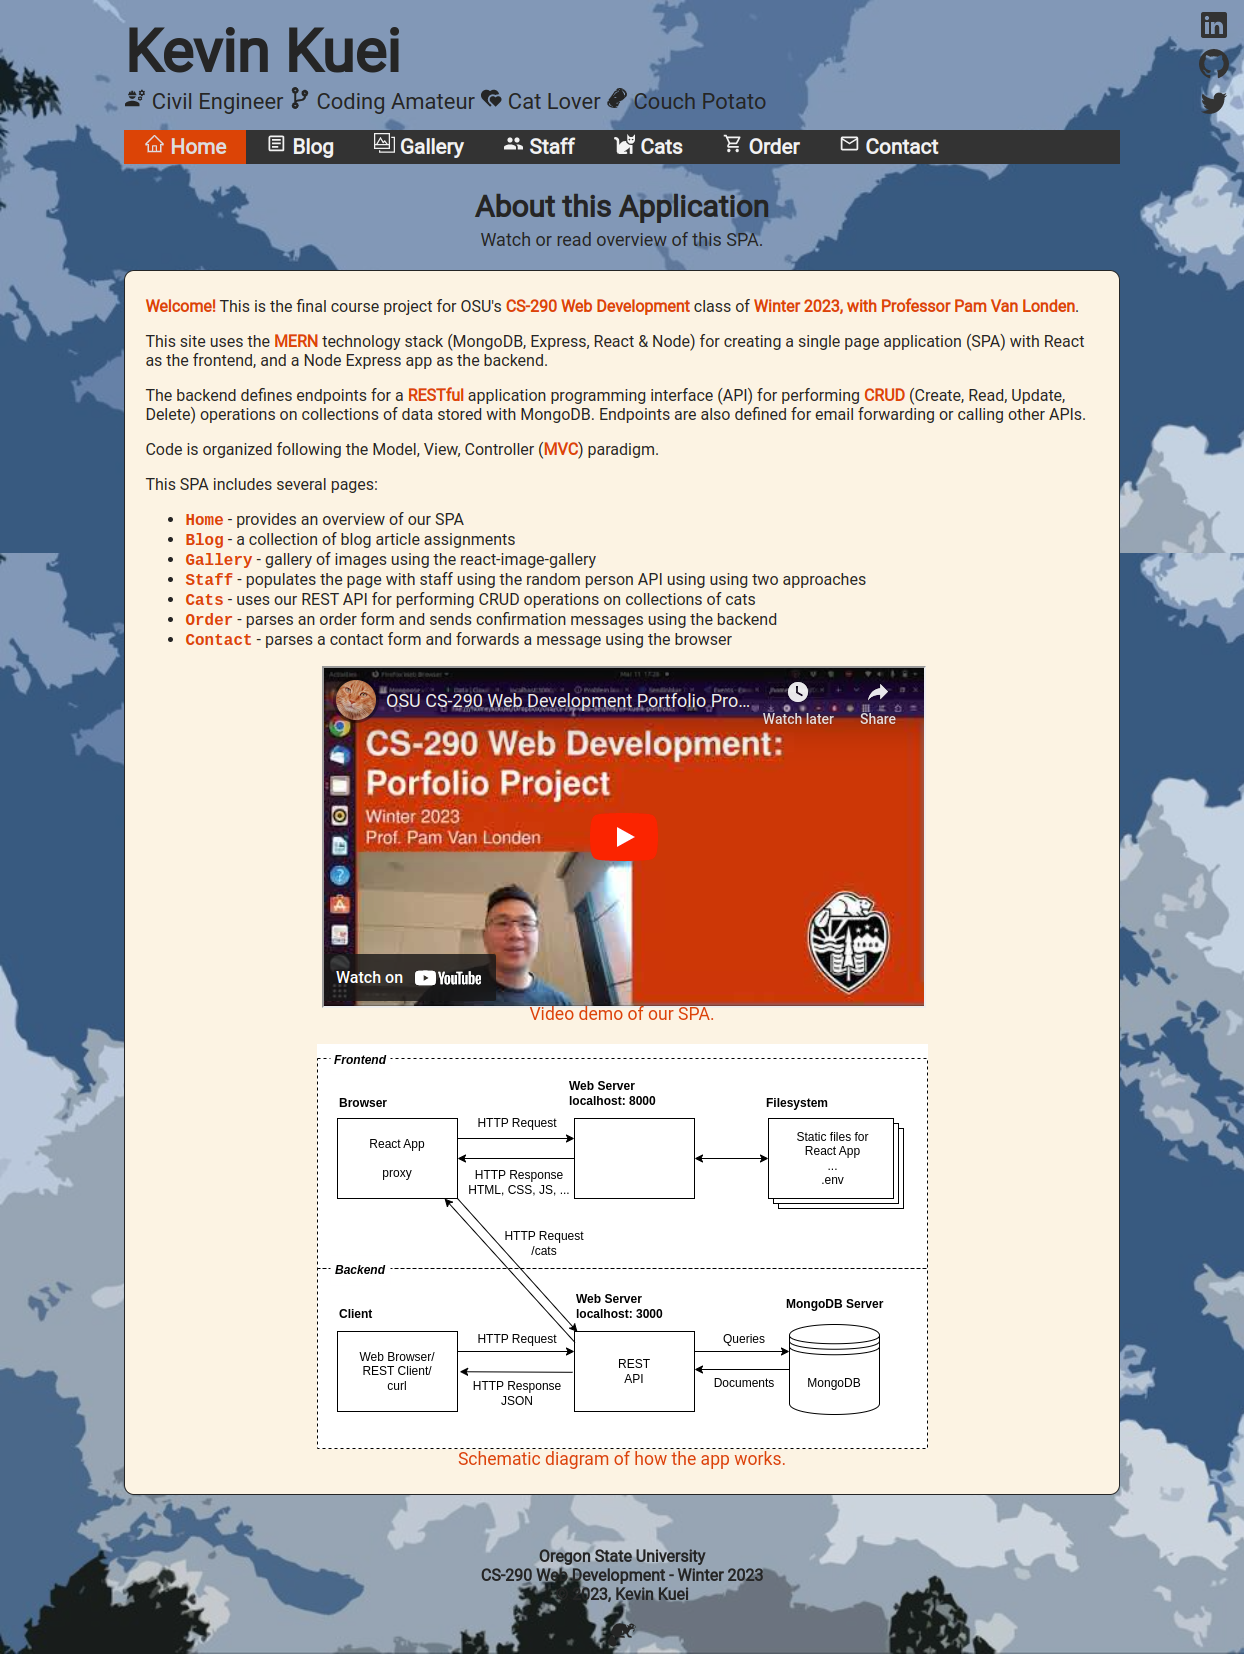 Kevin Kuei
Civil Engineer Coding Amateur Cat Lover Couch Potato
Home Blog Gallery Staff Cats Order Contact
About this Application
Watch or read overview of this SPA.
Welcome! This is the final course project for OSU's CS-290 Web Development class of Winter 2023, with Professor Pam Van Londen.
This site uses the MERN technology stack (MongoDB, Express, React & Node) for creating a single page application (SPA) with React
as the frontend, and a Node Express app as the backend.
The backend defines endpoints for a RESTful application programming interface (API) for performing CRUD (Create, Read, Update,
Delete) operations on collections of data stored with MongoDB. Endpoints are also defined for email forwarding or calling other APIs.
Code is organized following the Model, View, Controller (MVC) paradigm.
This SPA includes several pages:
Home - provides an overview of our SPA
Blog - a collection of blog article assignments
Gallery - gallery of images using the react-image-gallery
Staff - populates the page with staff using the random person API using using two approaches
Cats - uses our REST API for performing CRUD operations on collections of cats
Order - parses an order form and sends confirmation messages using the backend
Contact - parses a contact form and forwards a message using the browser
OSU CS-290 Web Development Portfolio Pro...
Watch later
Share
CS-290 Web Development:
Porfolio Project
Winter 2023
Prof. Pam Van Londen
Watch on YouTube
Video demo of our SPA.
Frontend
Browser
Web Server
localhost: 8000
Filesystem
React App
proxy
HTTP Request
HTTP Response
HTML, CSS, JS, ...
Static files for
React App
...
.env
HTTP Request
/cats
Backend
Client
Web Server
localhost: 3000
MongoDB Server
Web Browser/
REST Client/
curl
HTTP Request
HTTP Response
JSON
REST
API
Queries
Documents
MongoDB
Schematic diagram of how the app works.
Oregon State University
CS-290 Web Development - Winter 2023
2023, Kevin Kuei